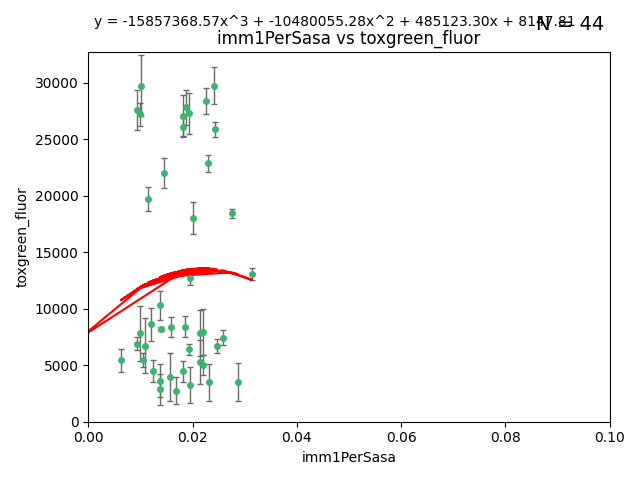 y = -15857368.57x^3 + -10480055.28x^2 + 485123.30x + 
N = 44
imm1PerSasa vs toxgreen_fluor
30000
25000
20000
15000
10000
5000
0
toxgreen_fluor
0.00 0.02 0.04 0.06 0.08 0.10
imm1PerSasa